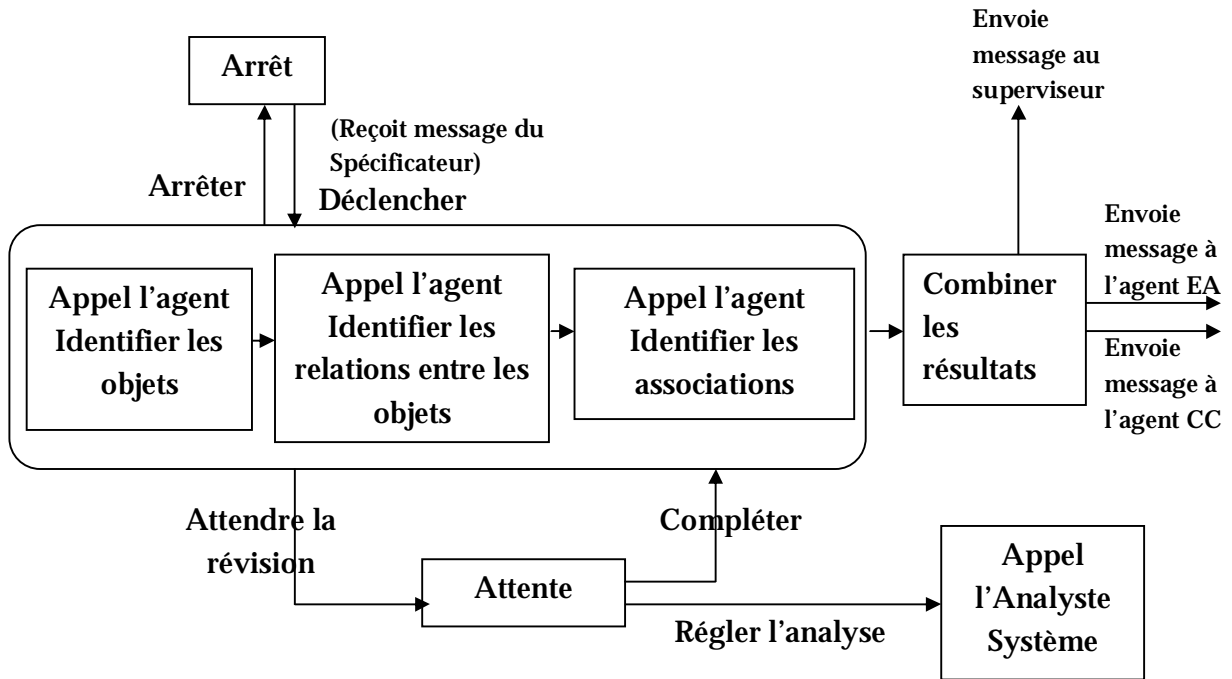 Envoie
message au
superviseur
Arrêt
(Reçoit message du
Spécificateur)
Arrêter
Déclencher
Appel l'agent
Identifier les
objets
Appel l'agent
Identifier les
relations entre les
objets
Appel l'agent
Identifier les
associations
Combiner
les
résultats
Envoie
message à
l'agent EA
Envoie
message à
l'agent CC
Attendre la
révision
Compléter
Attente
Régler l'analyse
Appel
l'Analyste
Système